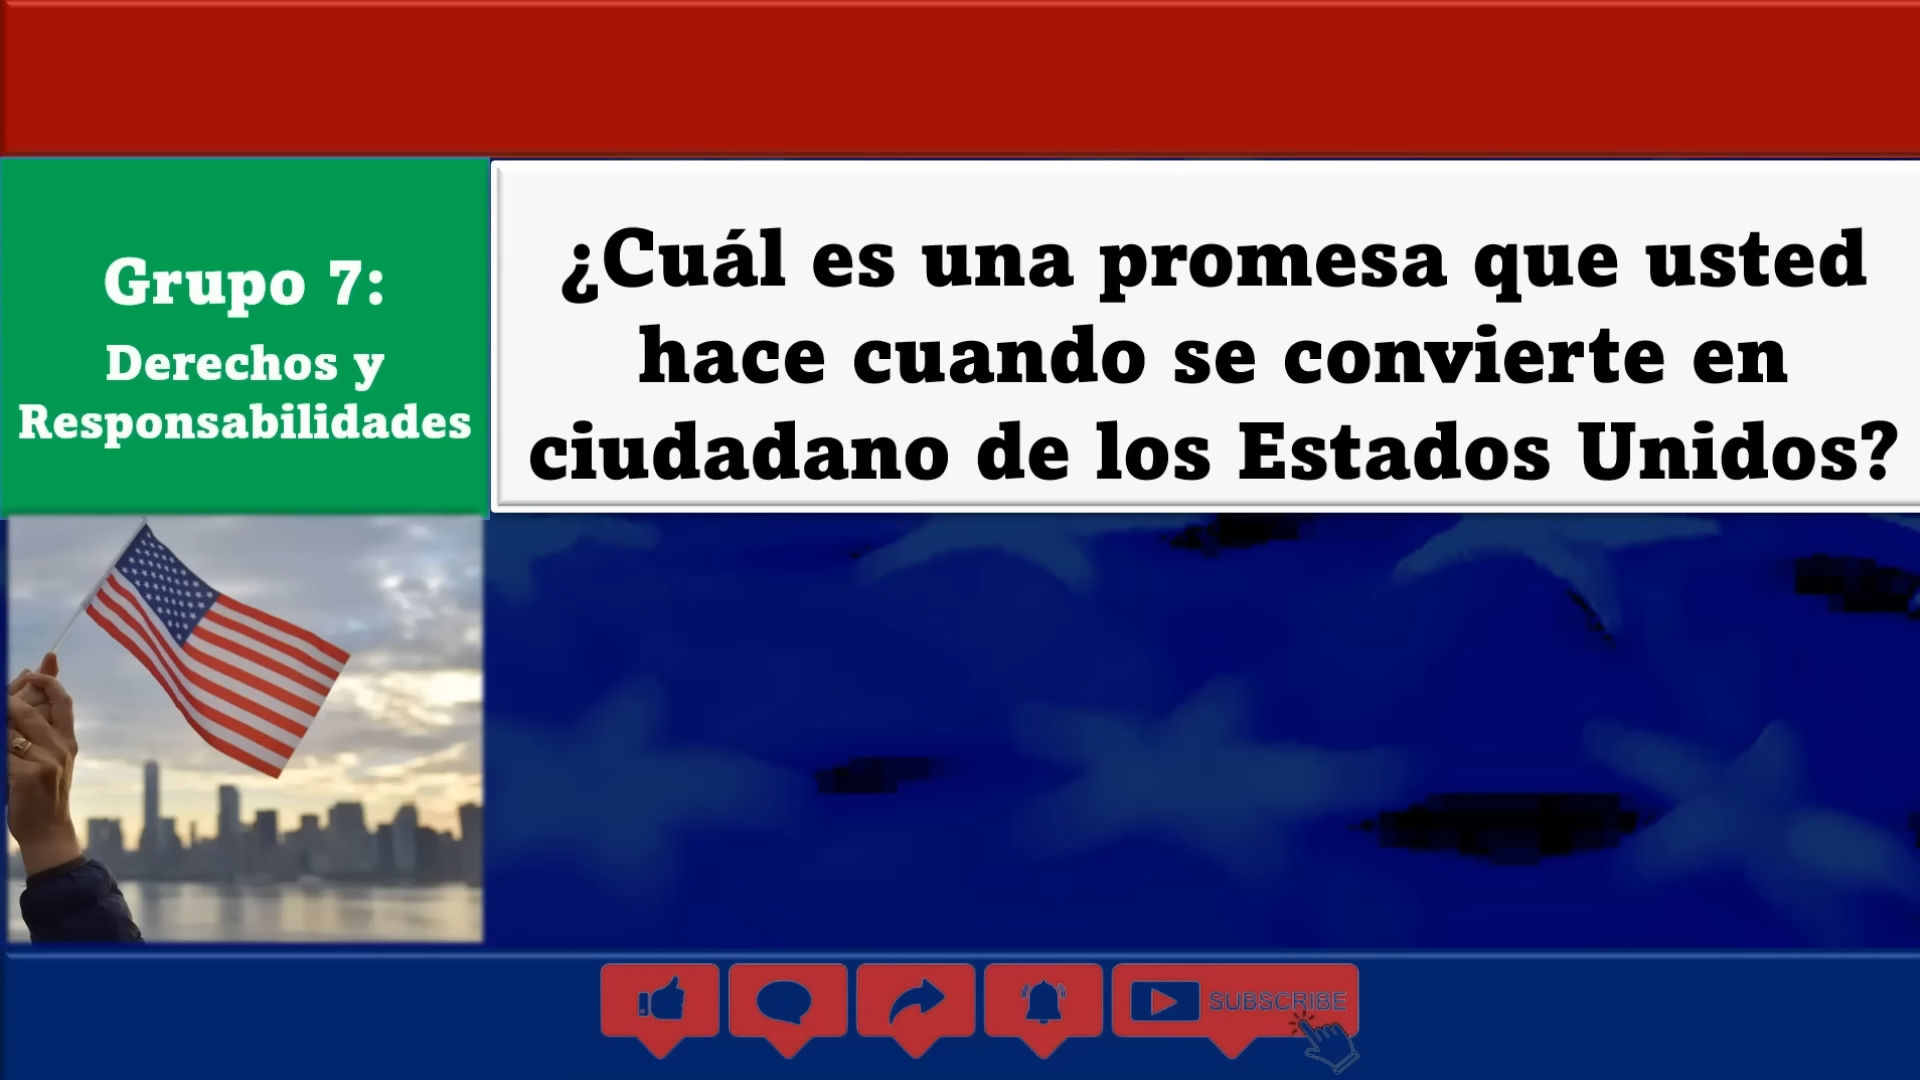 Grupo 7:
Derechos y
Responsabilidades
¿Cuál es una promesa que usted
hace cuando se convierte en
ciudadano de los Estados Unidos?
SUBSCRIBE